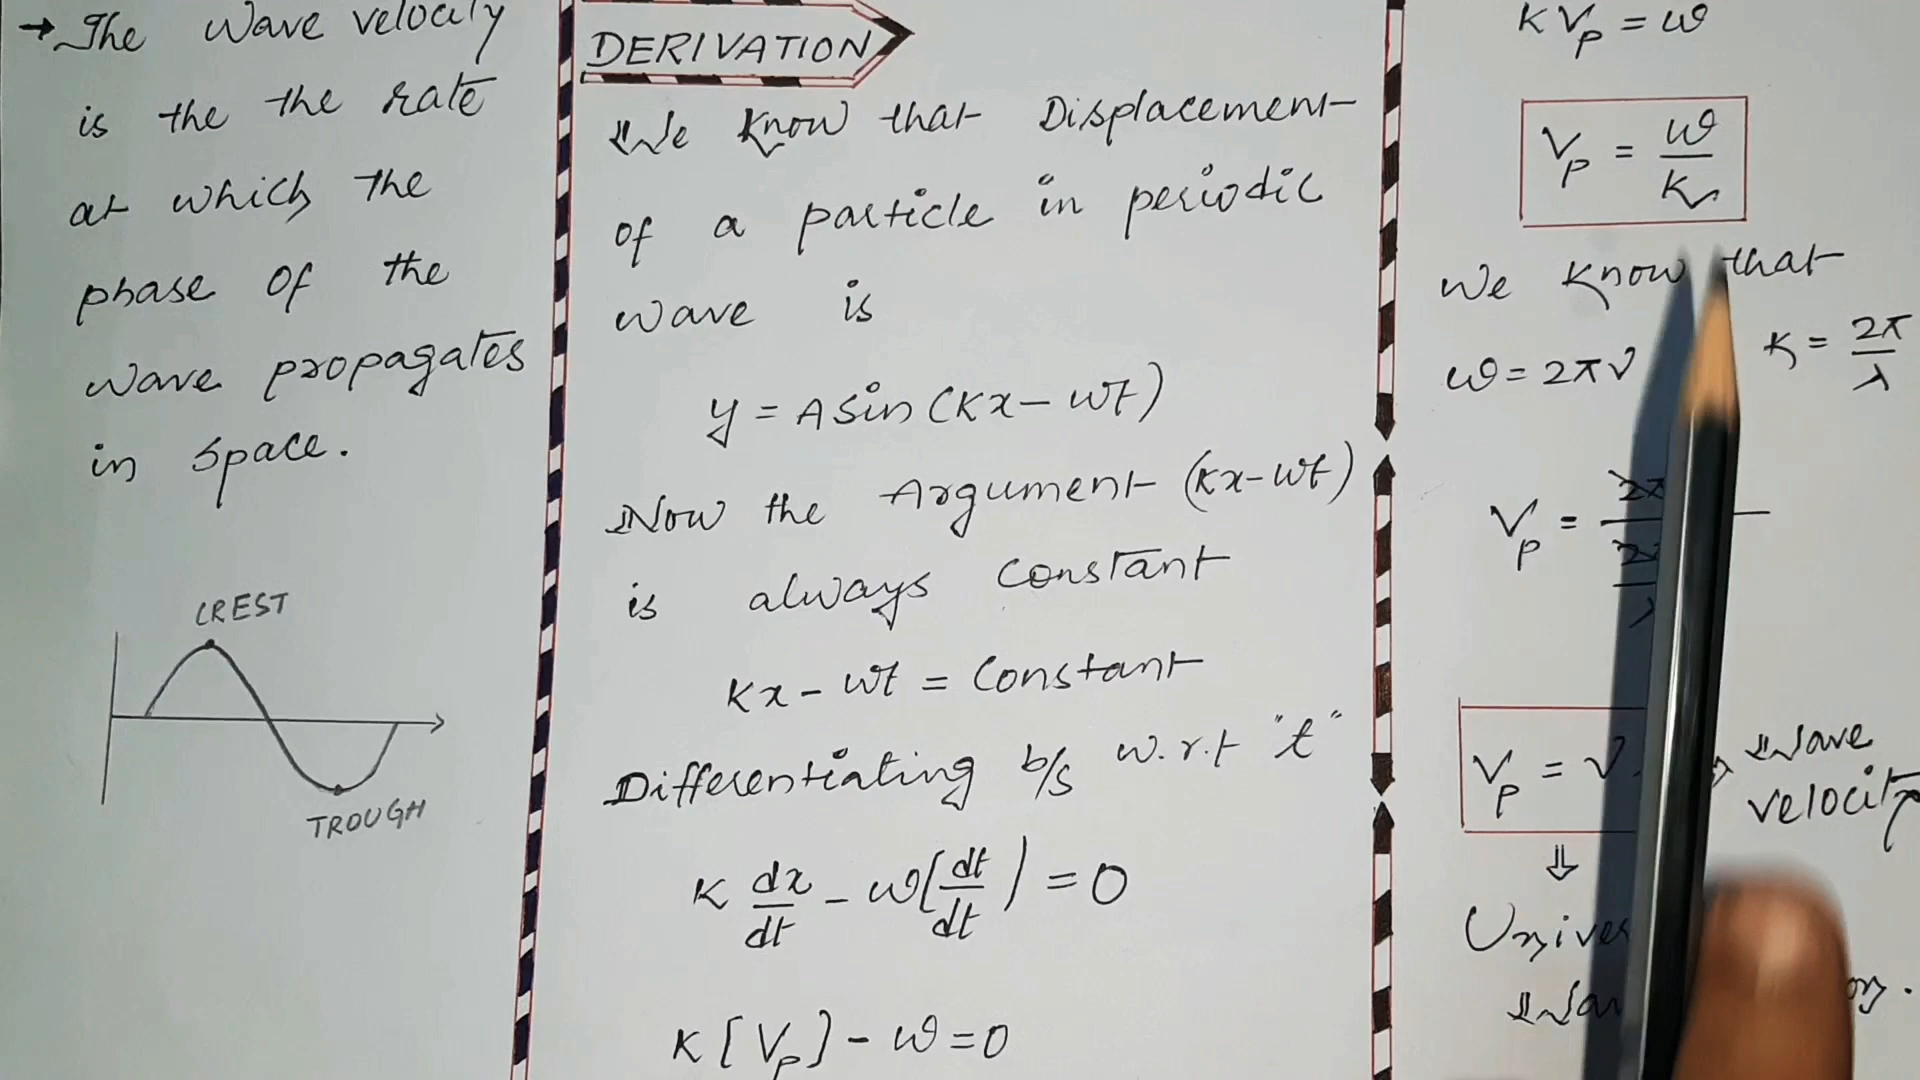 → The wave velocity
is the the rate
at which the
phase of the
wave propagates
in space.
CREST
TROUGH
DERIVATION
We know that Displacement
of a particle in periodic
wave is
y = A sin (Kx - ωt)
Now the Argument (Kx-ωt)
is always constant
Kx - ωt = Constant
Differentiating b/s w.r.t "t"
K dx/dt - ω(dt/dt) = 0
K [Vp] - ω = 0
K Vp = ω
Vp = ω/K
We know that
ω = 2πν K = 2π/λ
Vp =
Vp = ν
Wave
velocity
⇓